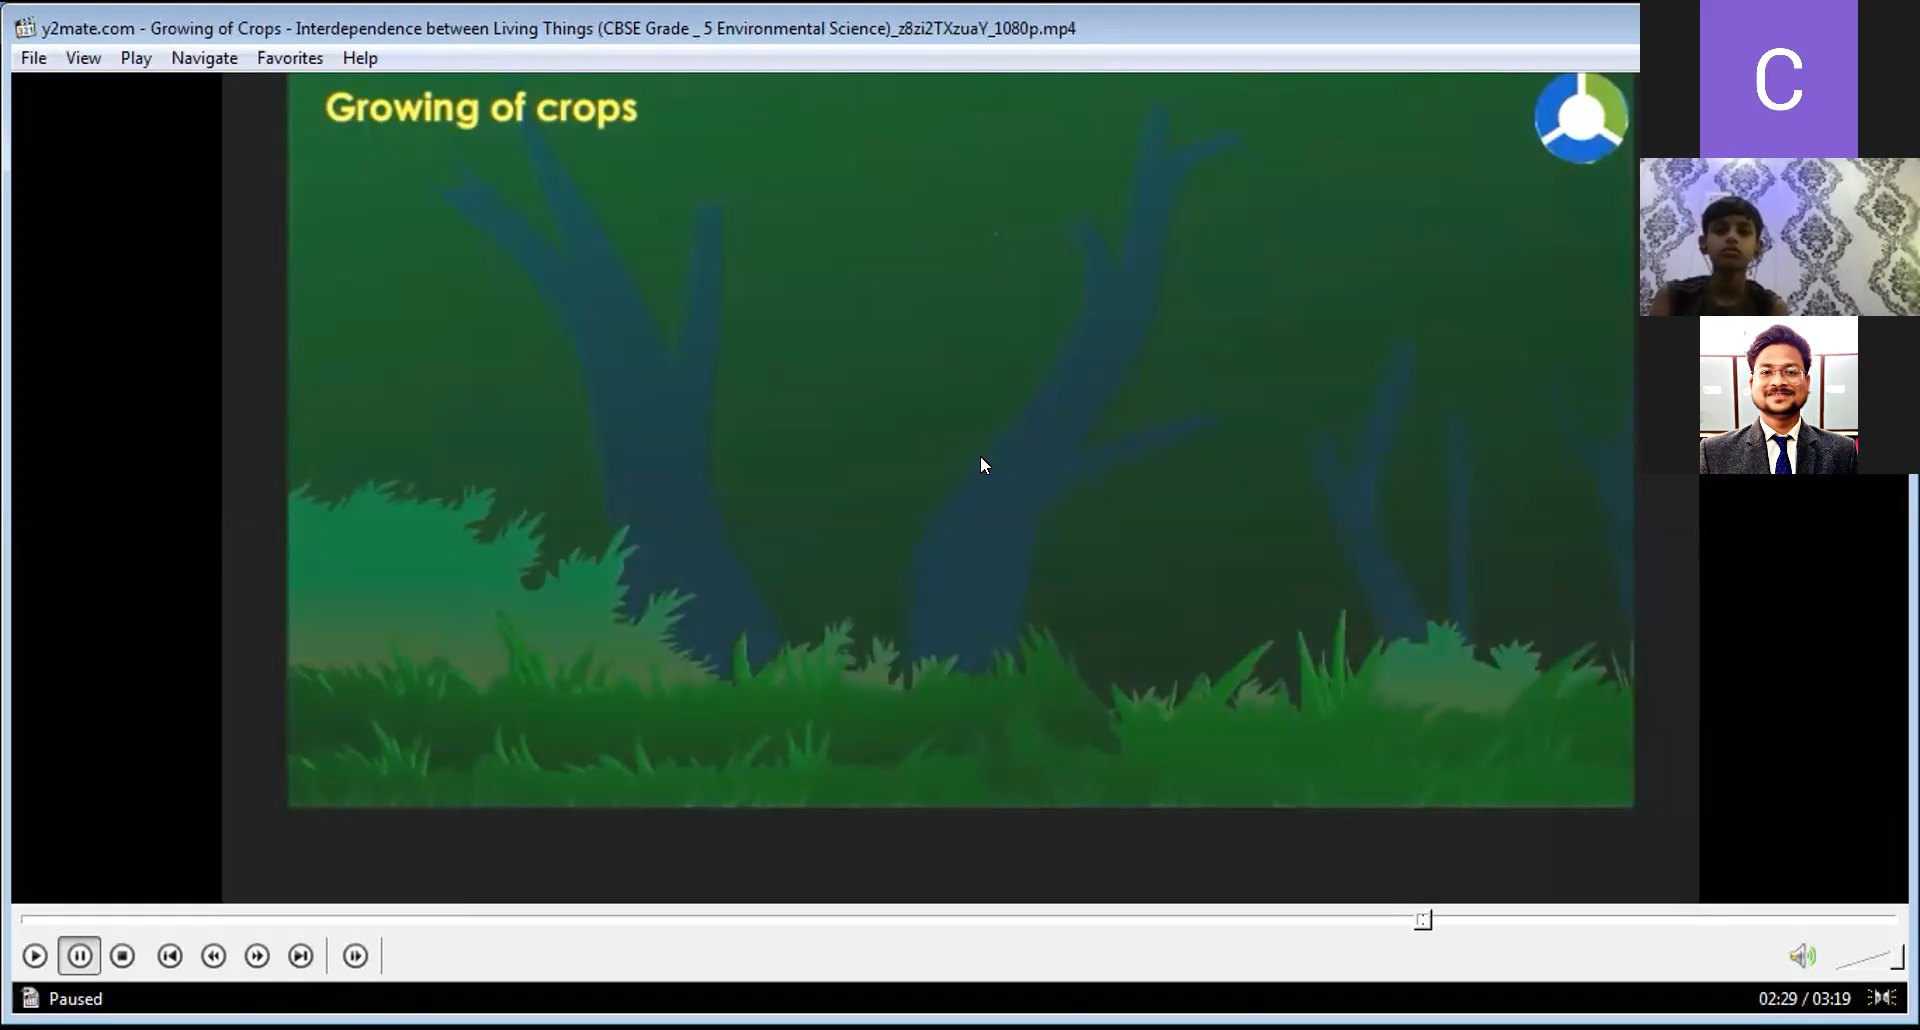 y2mate.com - Growing of Crops - Interdependence between Living Things (CBSE Grade _ 5 Environmental Science)_z8zi2TXzuaY_1080p.mp4
File View Play Navigate Favorites Help
Growing of crops
C
Paused
02:29 / 03:19